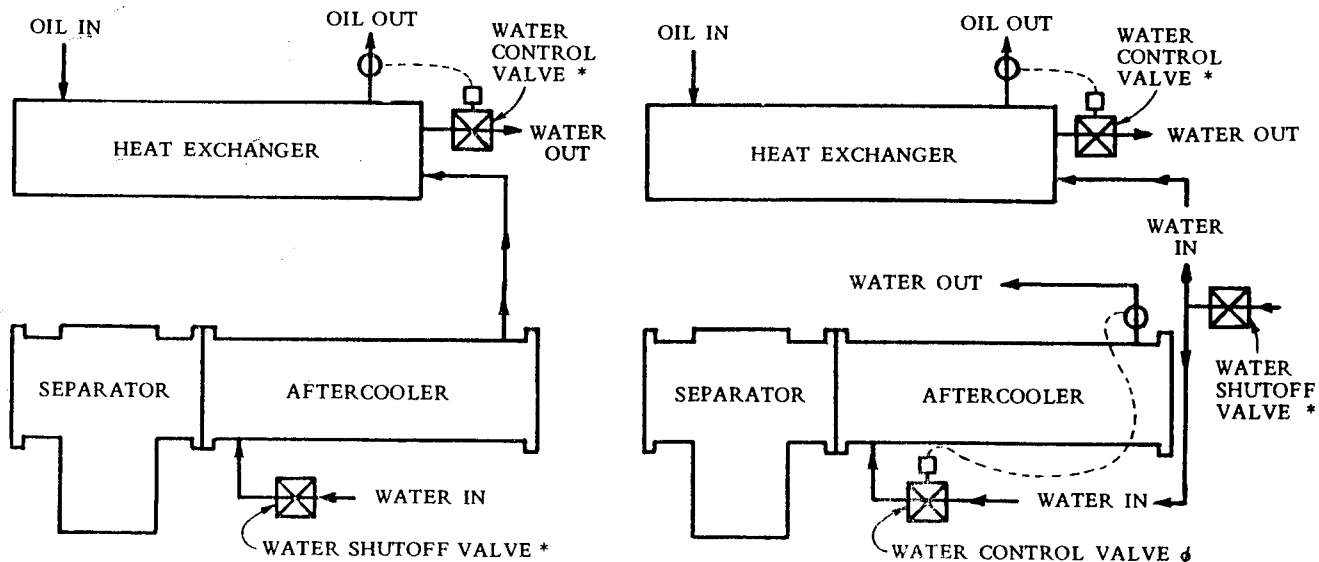 OIL IN
OIL OUT
WATER
CONTROL
VALVE *
HEAT EXCHANGER
WATER
OUT
SEPARATOR
AFTERCOOLER
WATER IN
WATER SHUTOFF VALVE *
OIL IN
OIL OUT
WATER
CONTROL
VALVE *
HEAT EXCHANGER
WATER OUT
WATER
IN
WATER OUT
SEPARATOR
AFTERCOOLER
WATER
SHUTOFF
VALVE *
WATER IN
WATER CONTROL VALVE ϕ